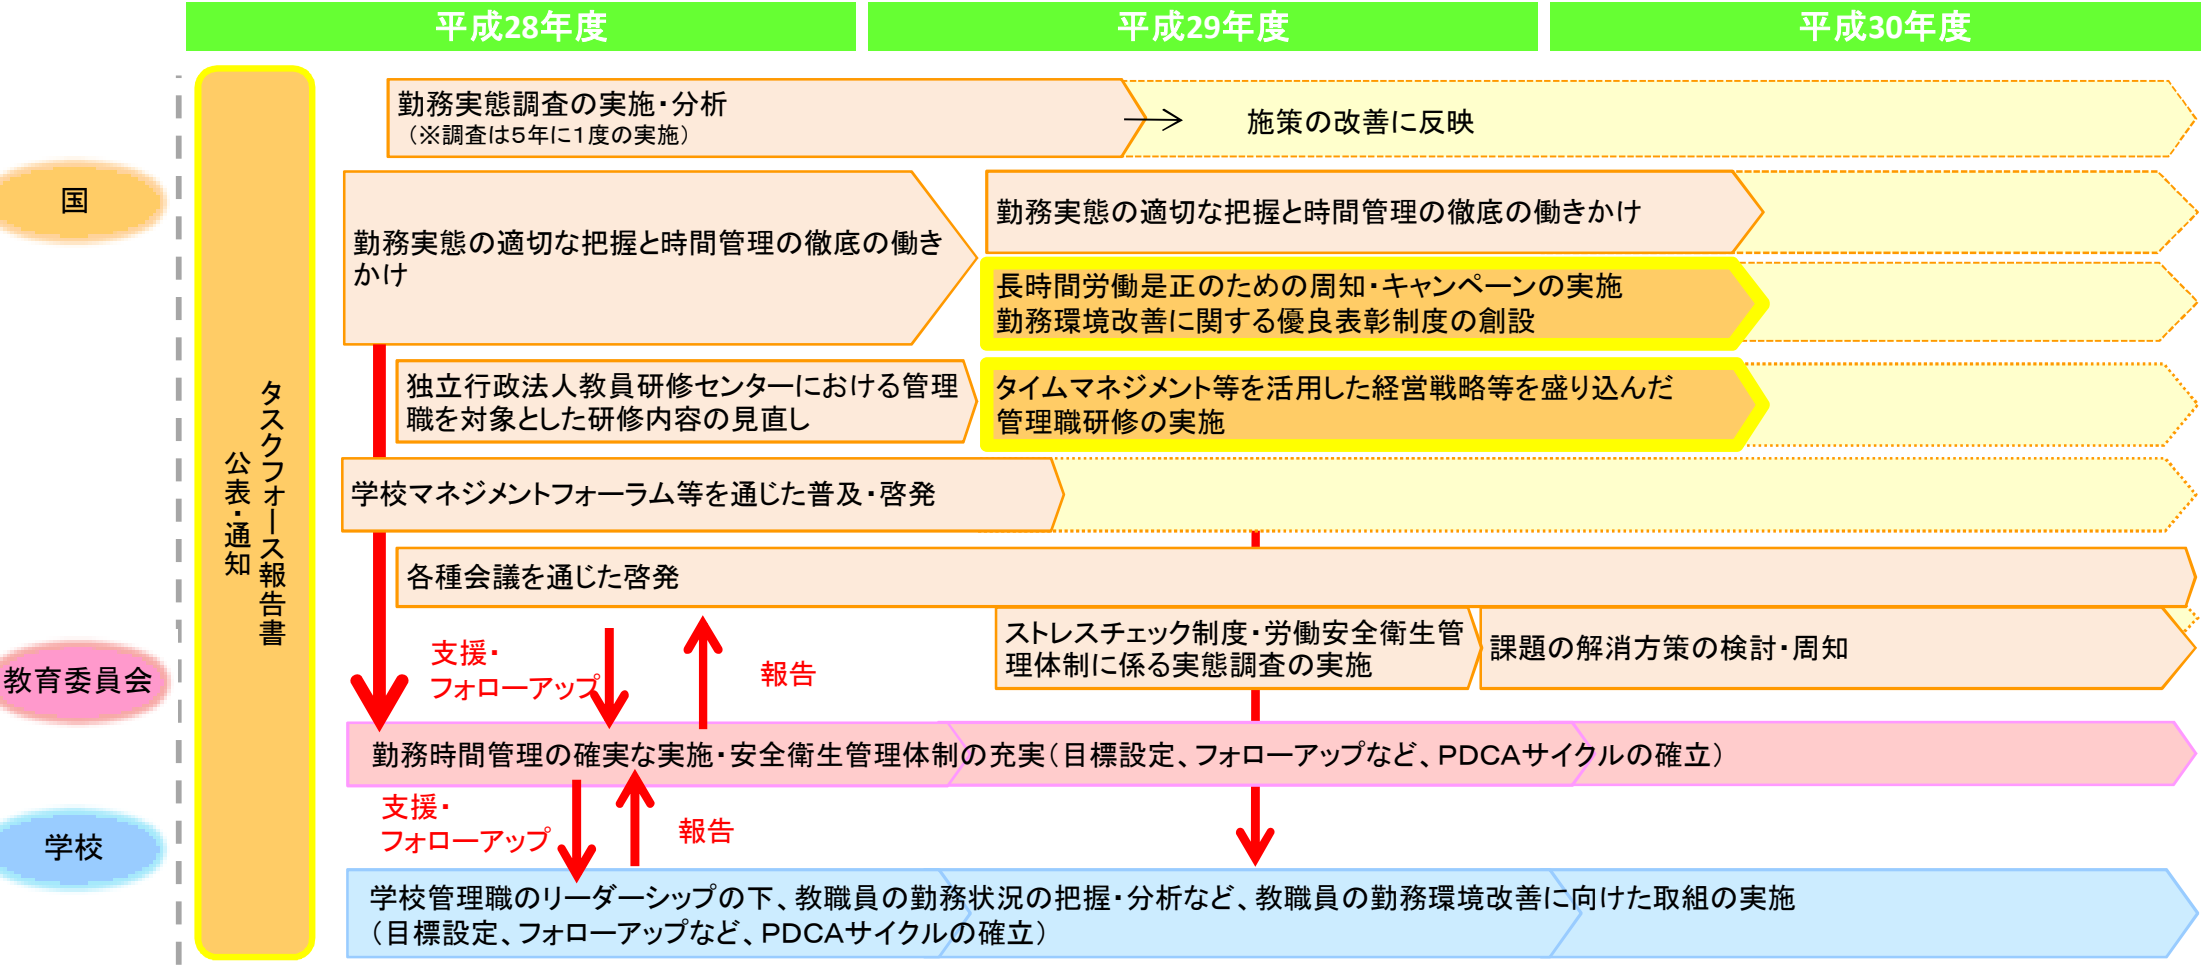 平成28年度
平成29年度
平成30年度
国
教育委員会
学校
タスクフォース報告書
公表・通知
勤務実態調査の実施・分析
（※調査は５年に１度の実施）
施策の改善に反映
勤務実態の適切な把握と時間管理の徹底の働き
かけ
勤務実態の適切な把握と時間管理の徹底の働きかけ
長時間労働是正のための周知・キャンペーンの実施
勤務環境改善に関する優良表彰制度の創設
独立行政法人教員研修センターにおける管理
職を対象とした研修内容の見直し
タイムマネジメント等を活用した経営戦略等を盛り込んだ
管理職研修の実施
学校マネジメントフォーラム等を通じた普及・啓発
各種会議を通じた啓発
ストレスチェック制度・労働安全衛生管
理体制に係る実態調査の実施
課題の解消方策の検討・周知
支援・
フォローアップ
報告
勤務時間管理の確実な実施・安全衛生管理体制の充実（目標設定、フォローアップなど、ＰＤＣＡサイクルの確立）
支援・
フォローアップ
報告
学校管理職のリーダーシップの下、教職員の勤務状況の把握・分析など、教職員の勤務環境改善に向けた取組の実施
（目標設定、フォローアップなど、ＰＤＣＡサイクルの確立）